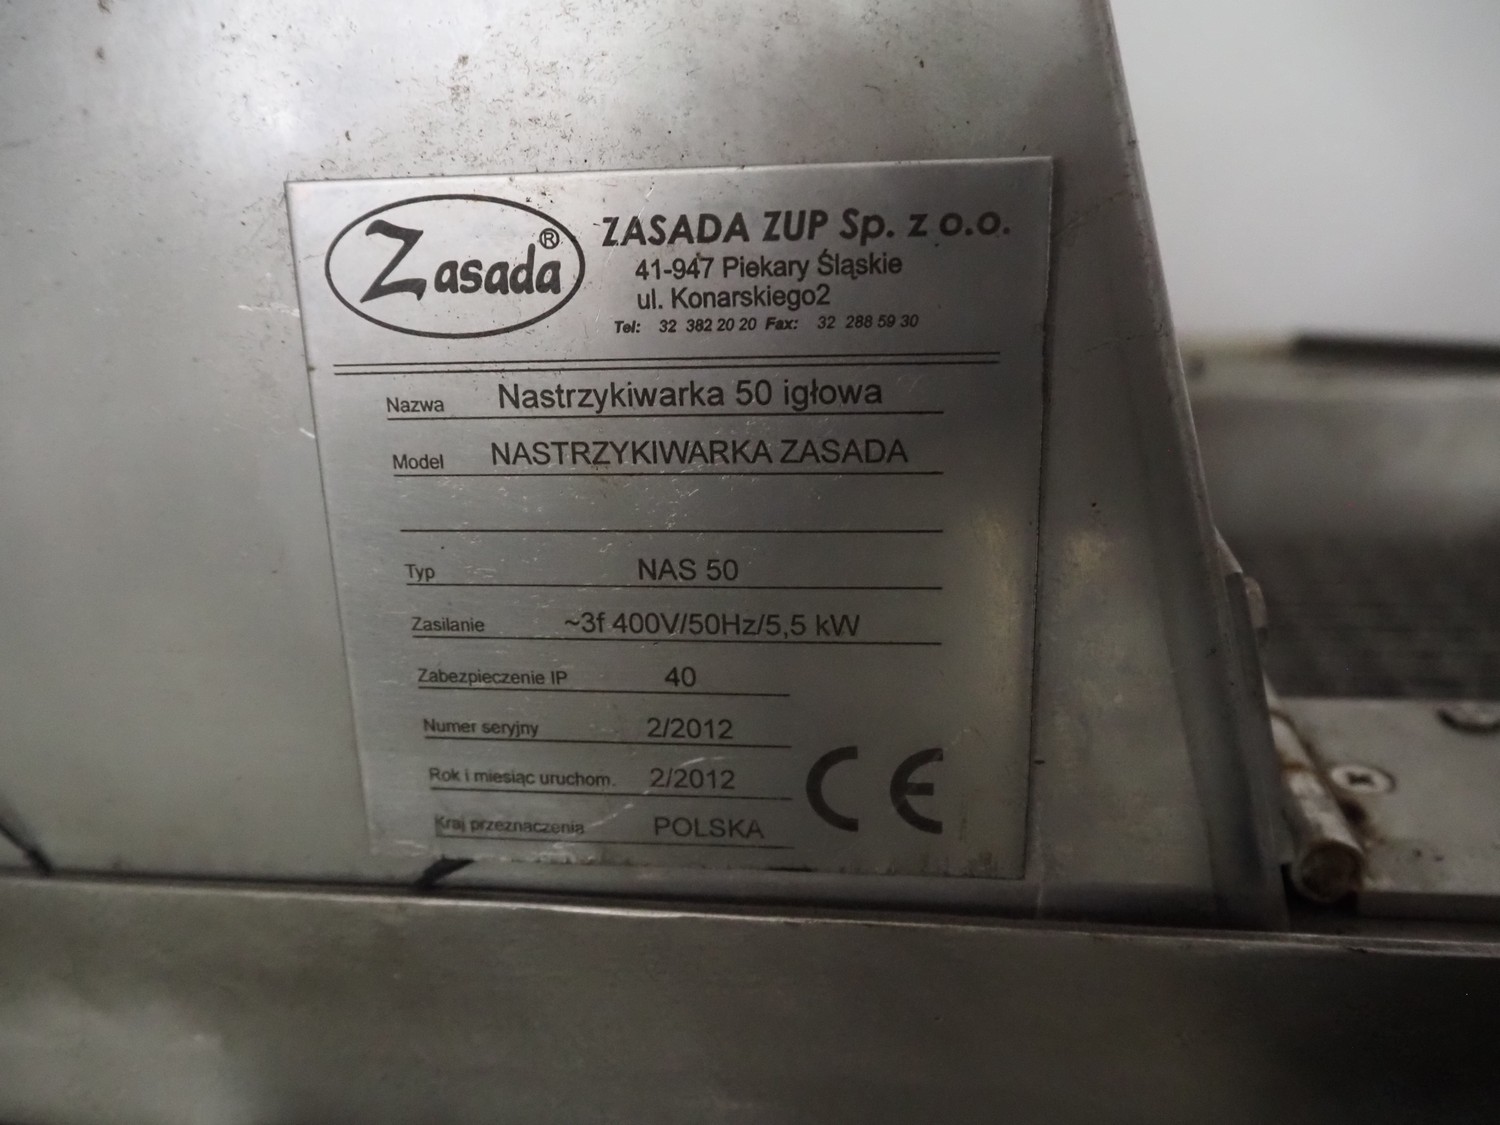 Zasada®
ZASADA ZUP Sp. z o.o.
41-947 Piekary Śląskie
ul. Konarskiego2
Tel: 32 382 20 20 Fax: 32 288 59 30
Nazwa Nastrzykiwarka 50 igłowa
Model NASTRZYKIWARKA ZASADA
Typ NAS 50
Zasilanie ~3f 400V/50Hz/5,5 kW
Zabezpieczenie IP 40
Numer seryjny 2/2012
Rok i miesiąc uruchom. 2/2012
Kraj przeznaczenia POLSKA
CE